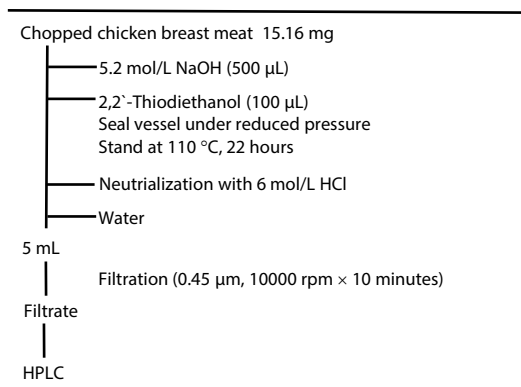 Chopped chicken breast meat 15.16 mg
5.2 mol/L NaOH (500 µL)
2,2`-Thiodiethanol (100 µL)
Seal vessel under reduced pressure
Stand at 110 °C, 22 hours
Neutrialization with 6 mol/L HCl
Water
5 mL
Filtration (0.45 µm, 10000 rpm × 10 minutes)
Filtrate
HPLC